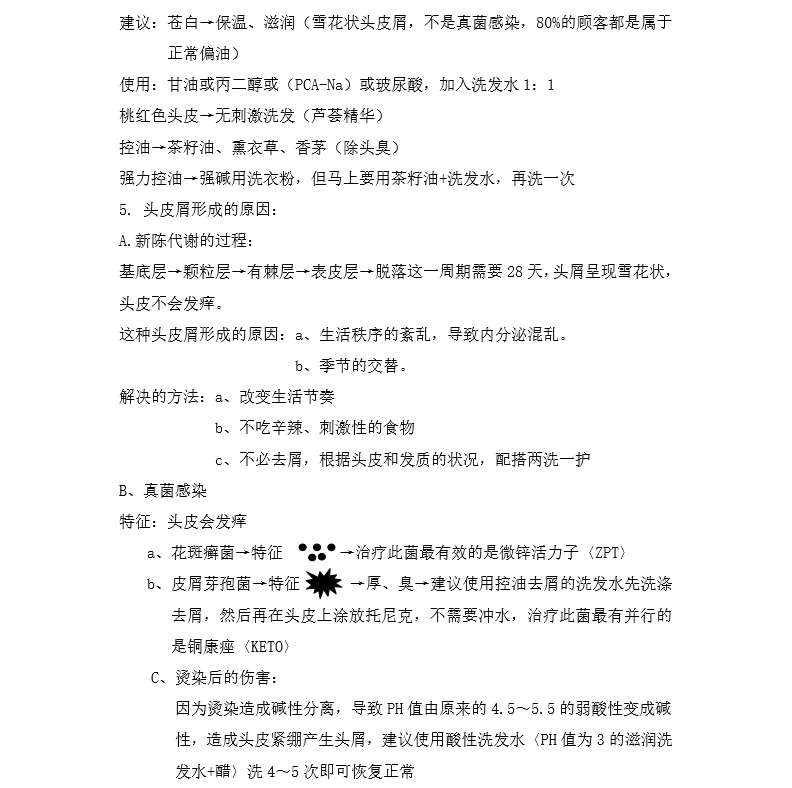 建议：苍白→保温、滋润（雪花状头皮屑，不是真菌感染，80%的顾客都是属于
正常偏油）
使用：甘油或丙二醇或（PCA-Na）或玻尿酸，加入洗发水 1：1
桃红色头皮→无刺激洗发（芦荟精华）
控油→茶籽油、熏衣草、香茅（除头臭）
强力控油→强碱用洗衣粉，但马上要用茶籽油+洗发水，再洗一次
5. 头皮屑形成的原因：
A.新陈代谢的过程：
基底层→颗粒层→有棘层→表皮层→脱落这一周期需要 28 天，头屑呈现雪花状，
头皮不会发痒。
这种头皮屑形成的原因：a、生活秩序的紊乱，导致内分泌混乱。
b、季节的交替。
解决的方法：a、改变生活节奏
b、不吃辛辣、刺激性的食物
c、不必去屑，根据头皮和发质的状况，配搭两洗一护
B、真菌感染
特征：头皮会发痒
a、花斑癣菌→特征 →治疗此菌最有效的是微锌活力子〈ZPT〉
b、皮屑芽孢菌→特征 →厚、臭→建议使用控油去屑的洗发水先洗涤
去屑，然后再在头皮上涂放托尼克，不需要冲水，治疗此菌最有并行的
是铜康痤〈KETO〉
C、烫染后的伤害：
因为烫染造成碱性分离，导致 PH 值由原来的 4.5～5.5 的弱酸性变成碱
性，造成头皮紧绷产生头屑，建议使用酸性洗发水〈PH 值为 3 的滋润洗
发水+醋〉洗 4～5 次即可恢复正常